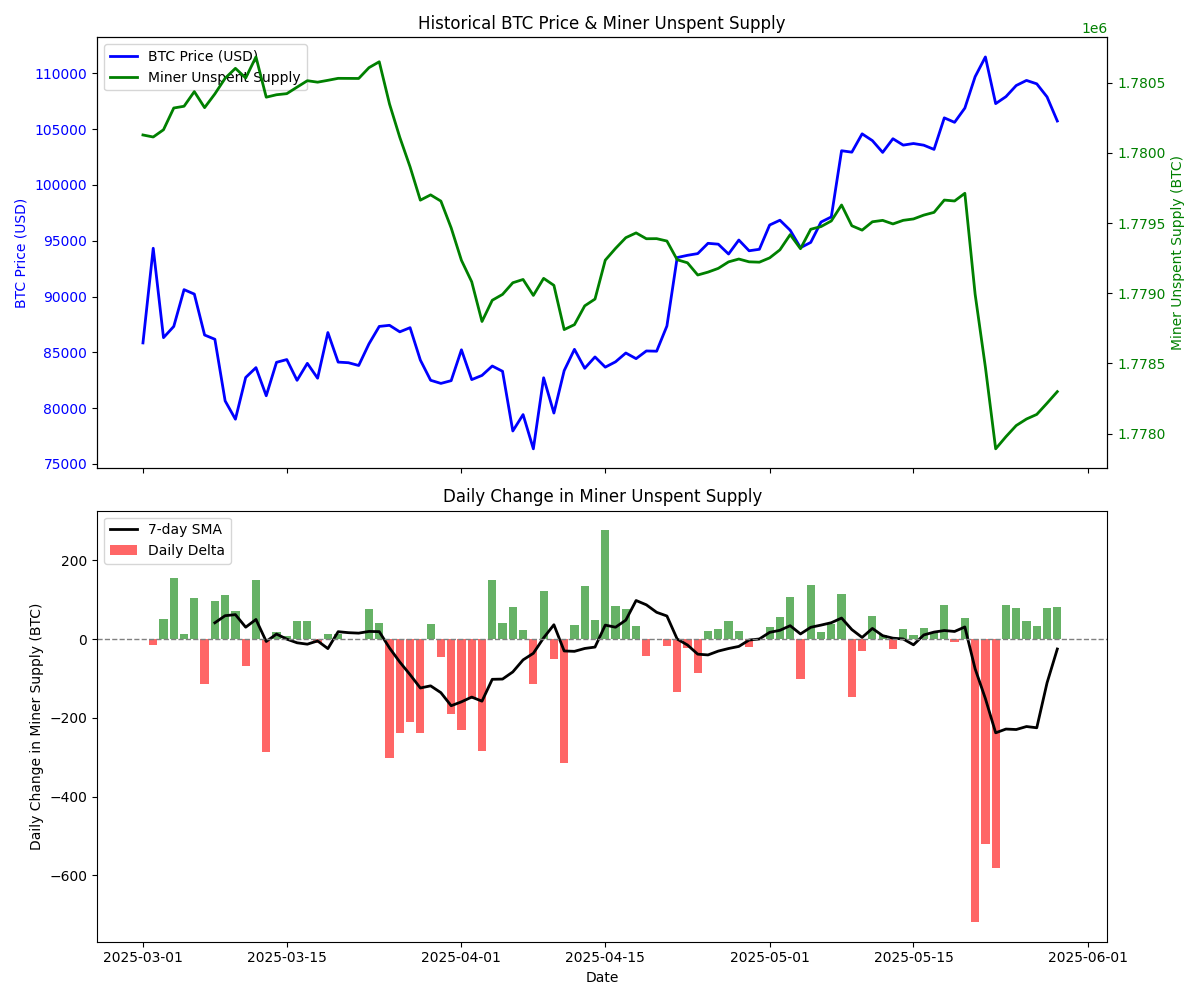 Historical BTC Price & Miner Unspent Supply
1e6
BTC Price (USD)
Miner Unspent Supply
110000
105000
100000
95000
90000
85000
80000
75000
BTC Price (USD)
1.7805
1.7800
1.7795
1.7790
1.7785
1.7780
Miner Unspent Supply (BTC)
Daily Change in Miner Unspent Supply
7-day SMA
Daily Delta
200
0
−200
−400
−600
Daily Change in Miner Supply (BTC)
2025-03-01
2025-03-15
2025-04-01
2025-04-15
2025-05-01
2025-05-15
2025-06-01
Date